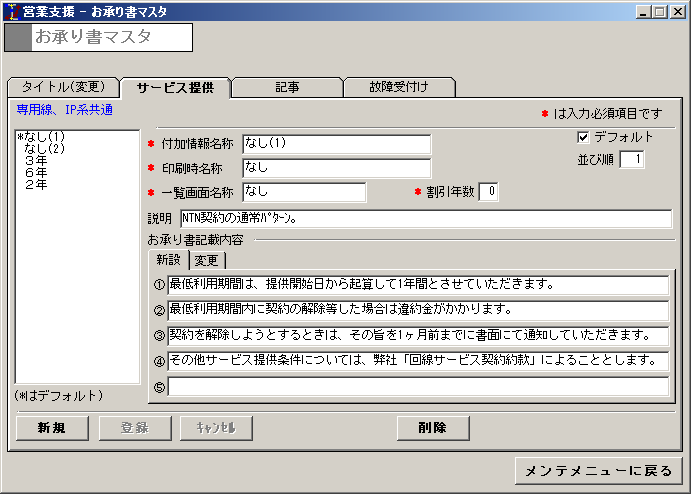 営業支援 - お承り書マスタ
お承り書マスタ
タイトル(変更) サービス提供 記事 故障受付け
専用線、IP系共通
* は入力必須項目です
*なし(1)
なし(2)
3年
6年
2年
(*はデフォルト)
* 付加情報名称 なし(1)
デフォルト
* 印刷時名称 なし
並び順 1
* 一覧画面名称 なし * 割引年数 0
説明 NTN契約の通常ﾊﾟﾀｰﾝ。
お承り書記載内容
新設 変更
① 最低利用期間は、提供開始日から起算して1年間とさせていただきます。
② 最低利用期間内に契約の解除等した場合は違約金がかかります。
③ 契約を解除しようとするときは、その旨を1ヶ月前までに書面にて通知していただきます。
④ その他サービス提供条件については、弊社「回線サービス契約約款」によることとします。
⑤
新規 登録 ｷｬﾝｾﾙ 削除
メンテメニューに戻る